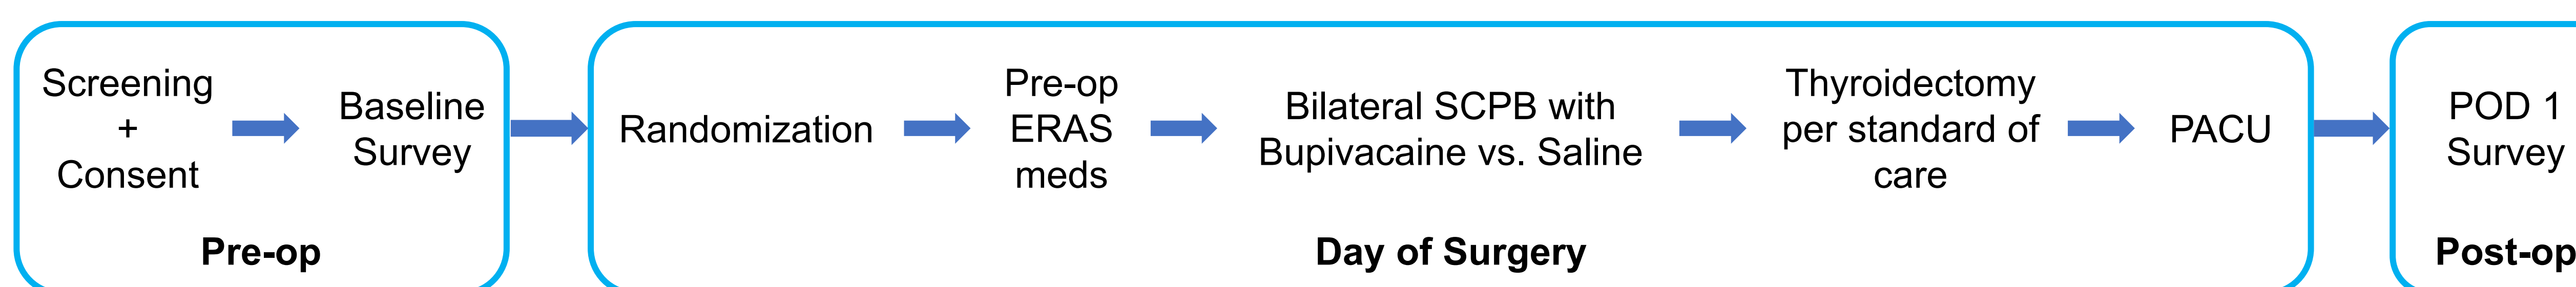 Screening
+
Consent
Baseline
Survey
Pre-op
Randomization
Pre-op
ERAS
meds
Bilateral SCPB with
Bupivacaine vs. Saline
Thyroidectomy
per standard of
care
PACU
Day of Surgery
POD 1
Survey
Post-op